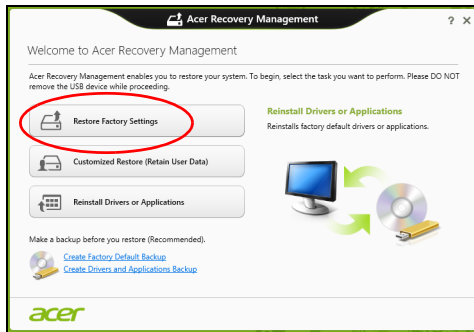 Acer Recovery Management
? ×
Welcome to Acer Recovery Management
Acer Recovery Management enables you to restore your system. To begin, select the task you want to perform. Please DO NOT
remove the USB device while proceeding.
Restore Factory Settings
Customized Restore (Retain User Data)
Reinstall Drivers or Applications
Reinstall Drivers or Applications
Reinstalls factory default drivers or applications.
Make a backup before you restore (Recommended).
Create Factory Default Backup
Create Drivers and Applications Backup
acer